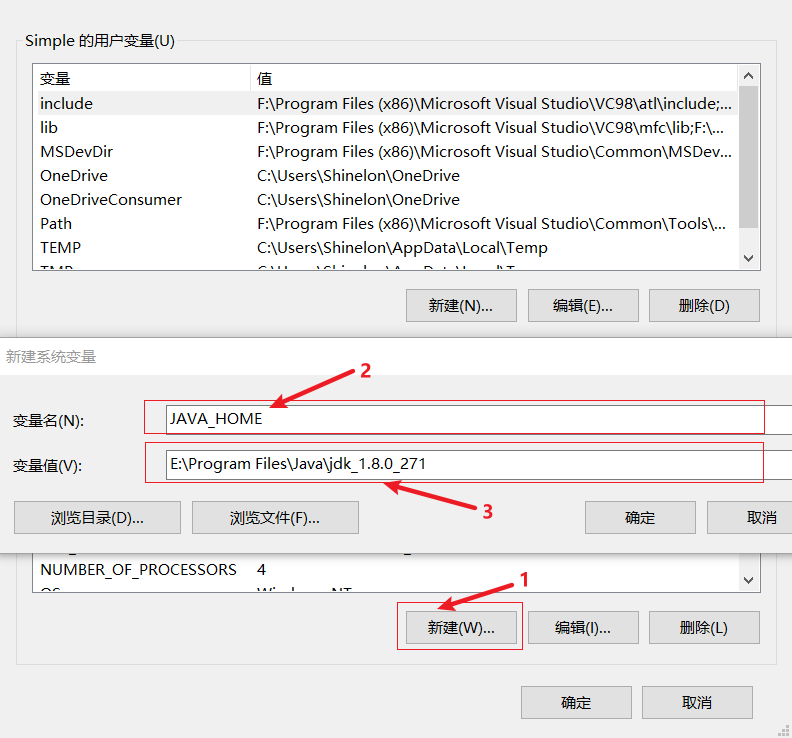 Simple 的用户变量(U)
变量 值
include F:\Program Files (x86)\Microsoft Visual Studio\VC98\atl\include;...
lib F:\Program Files (x86)\Microsoft Visual Studio\VC98\mfc\lib;F:\...
MSDevDir F:\Program Files (x86)\Microsoft Visual Studio\Common\MSDev...
OneDrive C:\Users\Shinelon\OneDrive
OneDriveConsumer C:\Users\Shinelon\OneDrive
Path F:\Program Files (x86)\Microsoft Visual Studio\Common\Tools\...
TEMP C:\Users\Shinelon\AppData\Local\Temp
新建(N)... 编辑(E)... 删除(D)
新建系统变量
2
变量名(N): JAVA_HOME
变量值(V): E:\Program Files\Java\jdk_1.8.0_271
3
浏览目录(D)... 浏览文件(F)... 确定 取消
NUMBER_OF_PROCESSORS 4
1
新建(W)... 编辑(I)... 删除(L)
确定 取消